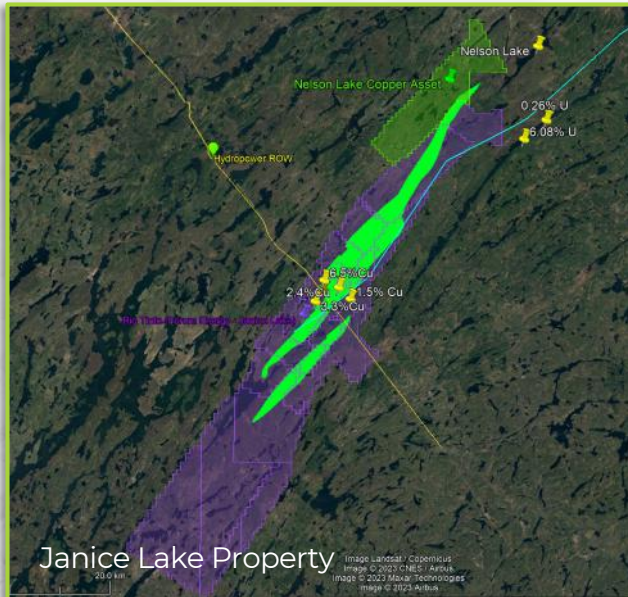 Nelson Lake
Nelson Lake Copper Asset
0.26% U
6.08% U
Hydropower ROW
6.5%Cu
2.4%Cu
1.5% Cu
3.3%Cu
Janice Lake Property
20.0 km
Image Landsat / Copernicus
Image © 2023 CNES / Airbus
Image © 2023 Maxar Technologies
Image © 2023 Airbus